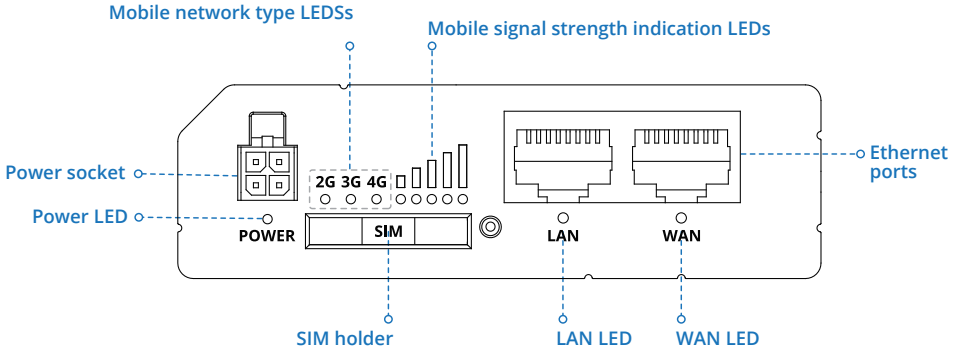 Mobile network type LEDSs
Mobile signal strength indication LEDs
Ethernet
ports
Power socket
2G 3G 4G
Power LED
POWER
SIM
LAN
WAN
SIM holder
LAN LED
WAN LED